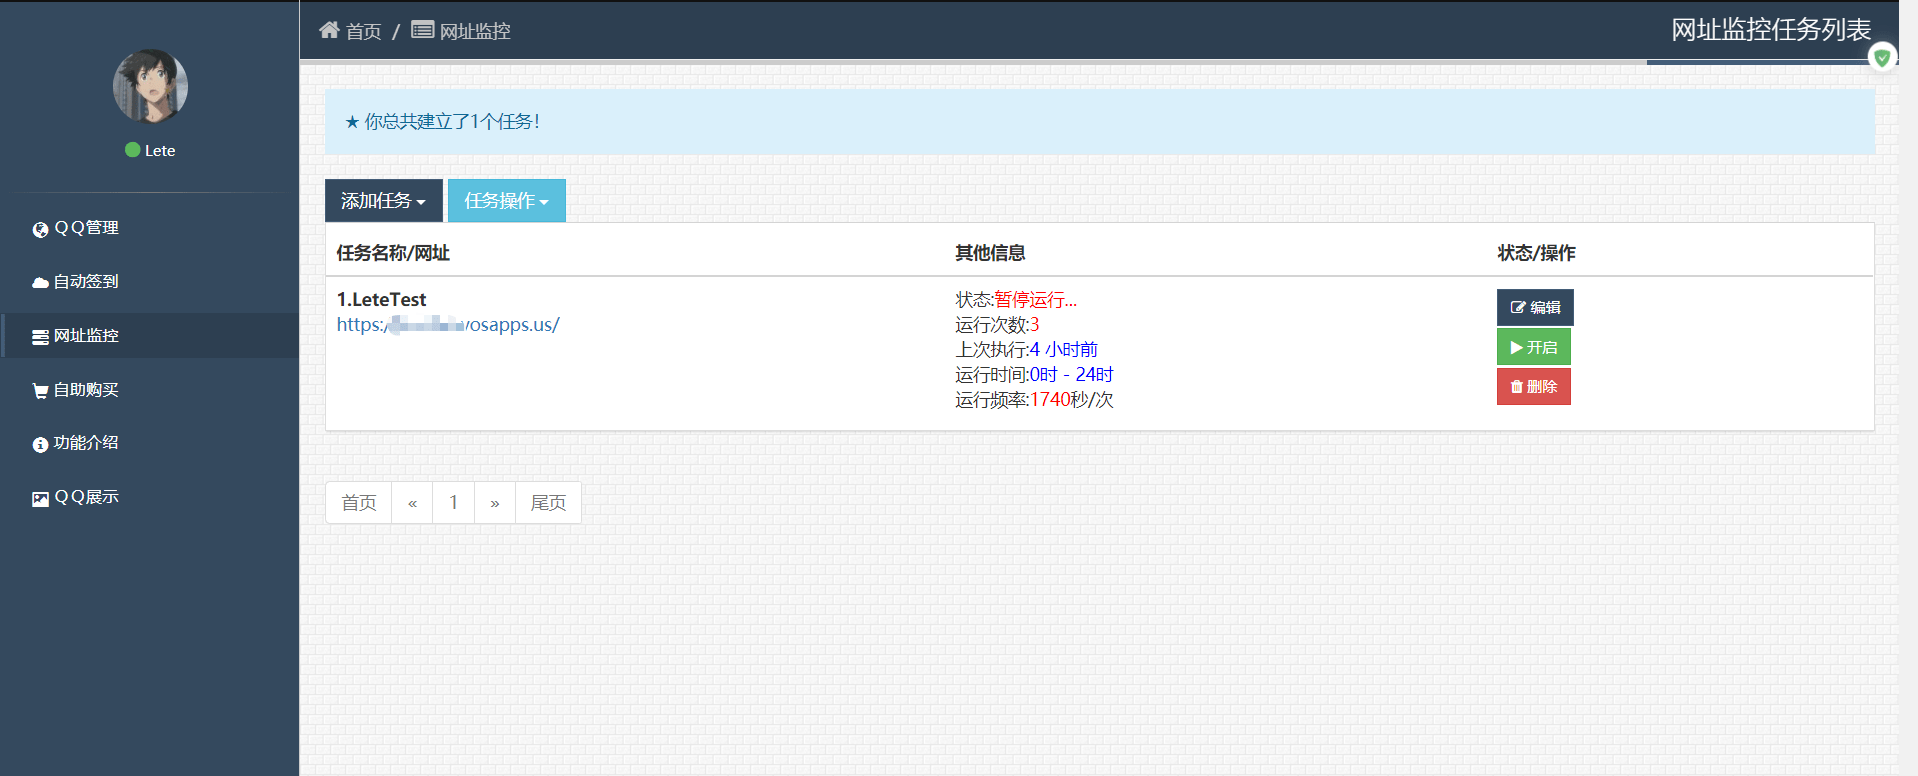 首页 / 网址监控
网址监控任务列表
Lete
ＱＱ管理
自动签到
网址监控
自助购买
功能介绍
ＱＱ展示
★ 你总共建立了1个任务！
添加任务 任务操作
任务名称/网址 其他信息 状态/操作
1.LeteTest
https:/
osapps.us/
状态:暂停运行...
运行次数:3
上次执行:4 小时前
运行时间:0时 - 24时
运行频率:1740秒/次
编辑
开启
删除
首页 « 1 » 尾页